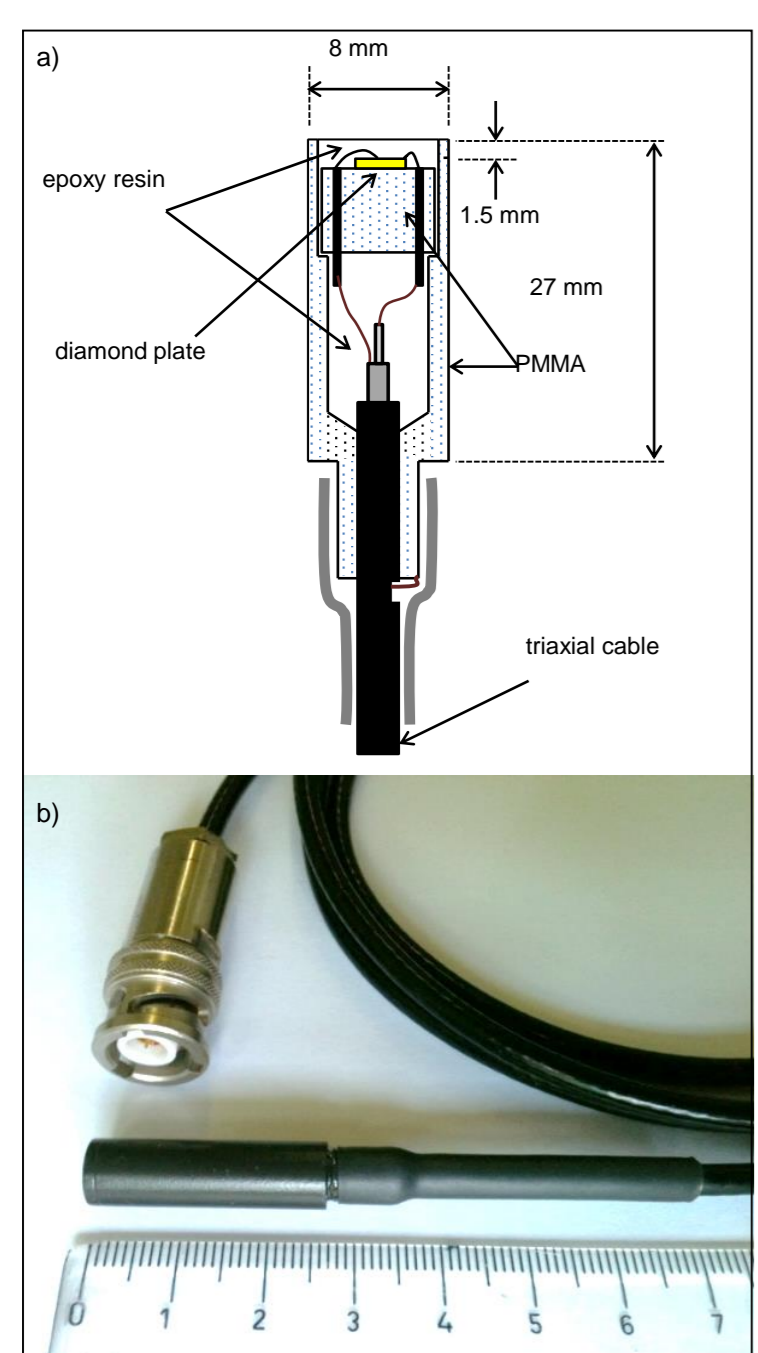 a)
8 mm
epoxy resin
1.5 mm
27 mm
diamond plate
PMMA
triaxial cable
b)
0 1 2 3 4 5 6 7